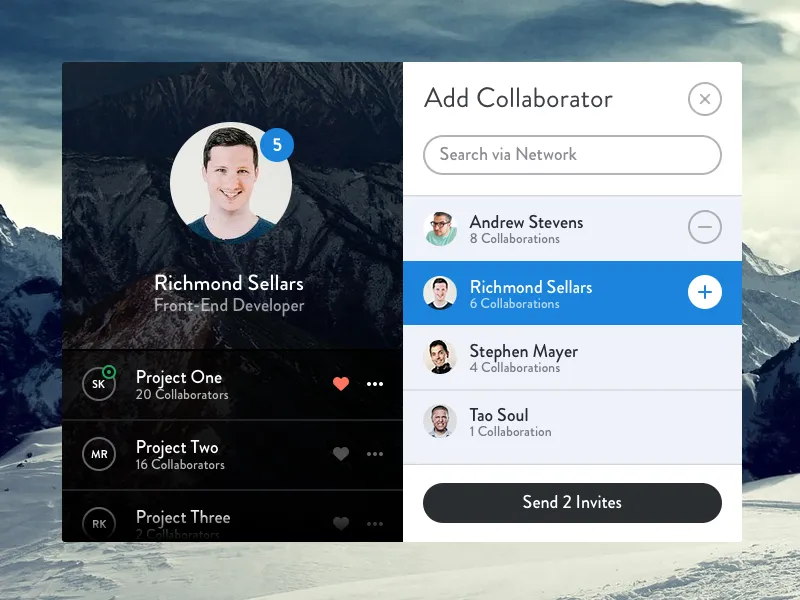 5
Richmond Sellars
Front-End Developer
SK
Project One
20 Collaborators
MR
Project Two
16 Collaborators
RK
Project Three
2 Collaborators
Add Collaborator
Search via Network
Andrew Stevens
8 Collaborations
Richmond Sellars
6 Collaborations
Stephen Mayer
4 Collaborations
Tao Soul
1 Collaboration
Send 2 Invites